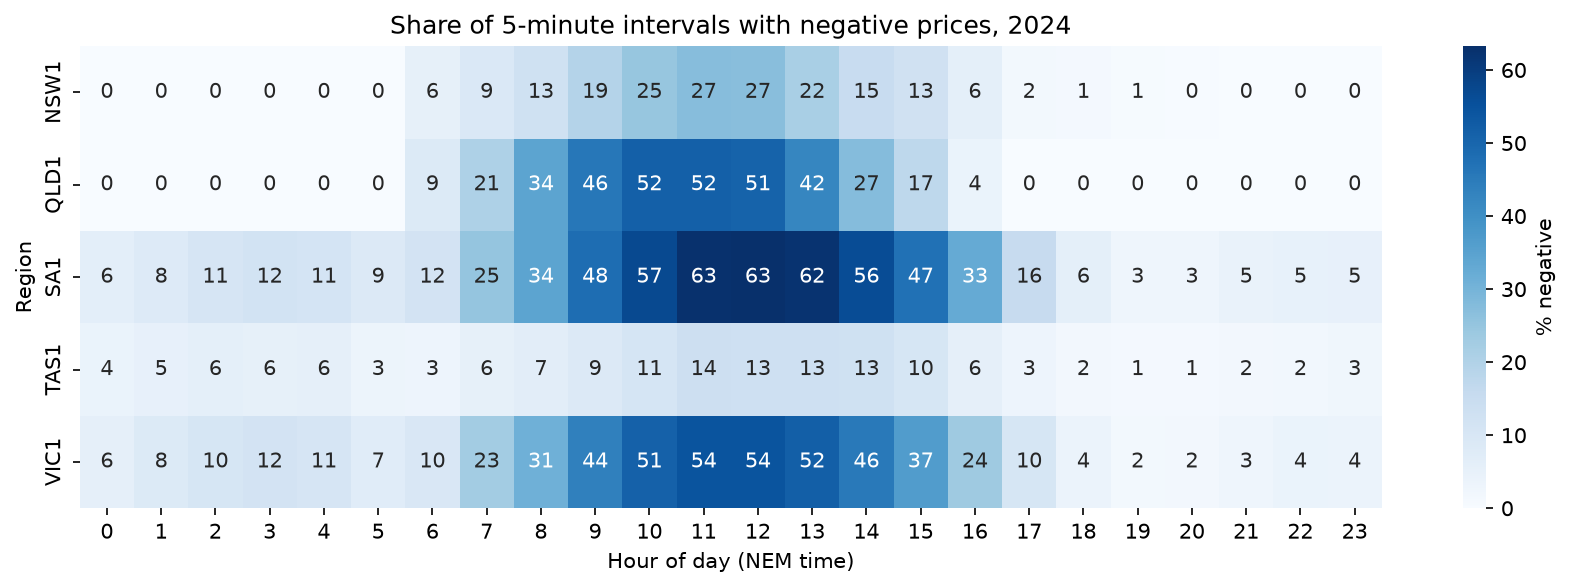 Share of 5-minute intervals with negative prices, 2024
Region
NSW1 0 0 0 0 0 0 6 9 13 19 25 27 27 22 15 13 6 2 1 1 0 0 0 0
QLD1 0 0 0 0 0 0 9 21 34 46 52 52 51 42 27 17 4 0 0 0 0 0 0 0
SA1 6 8 11 12 11 9 12 25 34 48 57 63 63 62 56 47 33 16 6 3 3 5 5 5
TAS1 4 5 6 6 6 3 3 6 7 9 11 14 13 13 13 10 6 3 2 1 1 2 2 3
VIC1 6 8 10 12 11 7 10 23 31 44 51 54 54 52 46 37 24 10 4 2 2 3 4 4
0 1 2 3 4 5 6 7 8 9 10 11 12 13 14 15 16 17 18 19 20 21 22 23
Hour of day (NEM time)
60
50
40
30
20
10
0
% negative